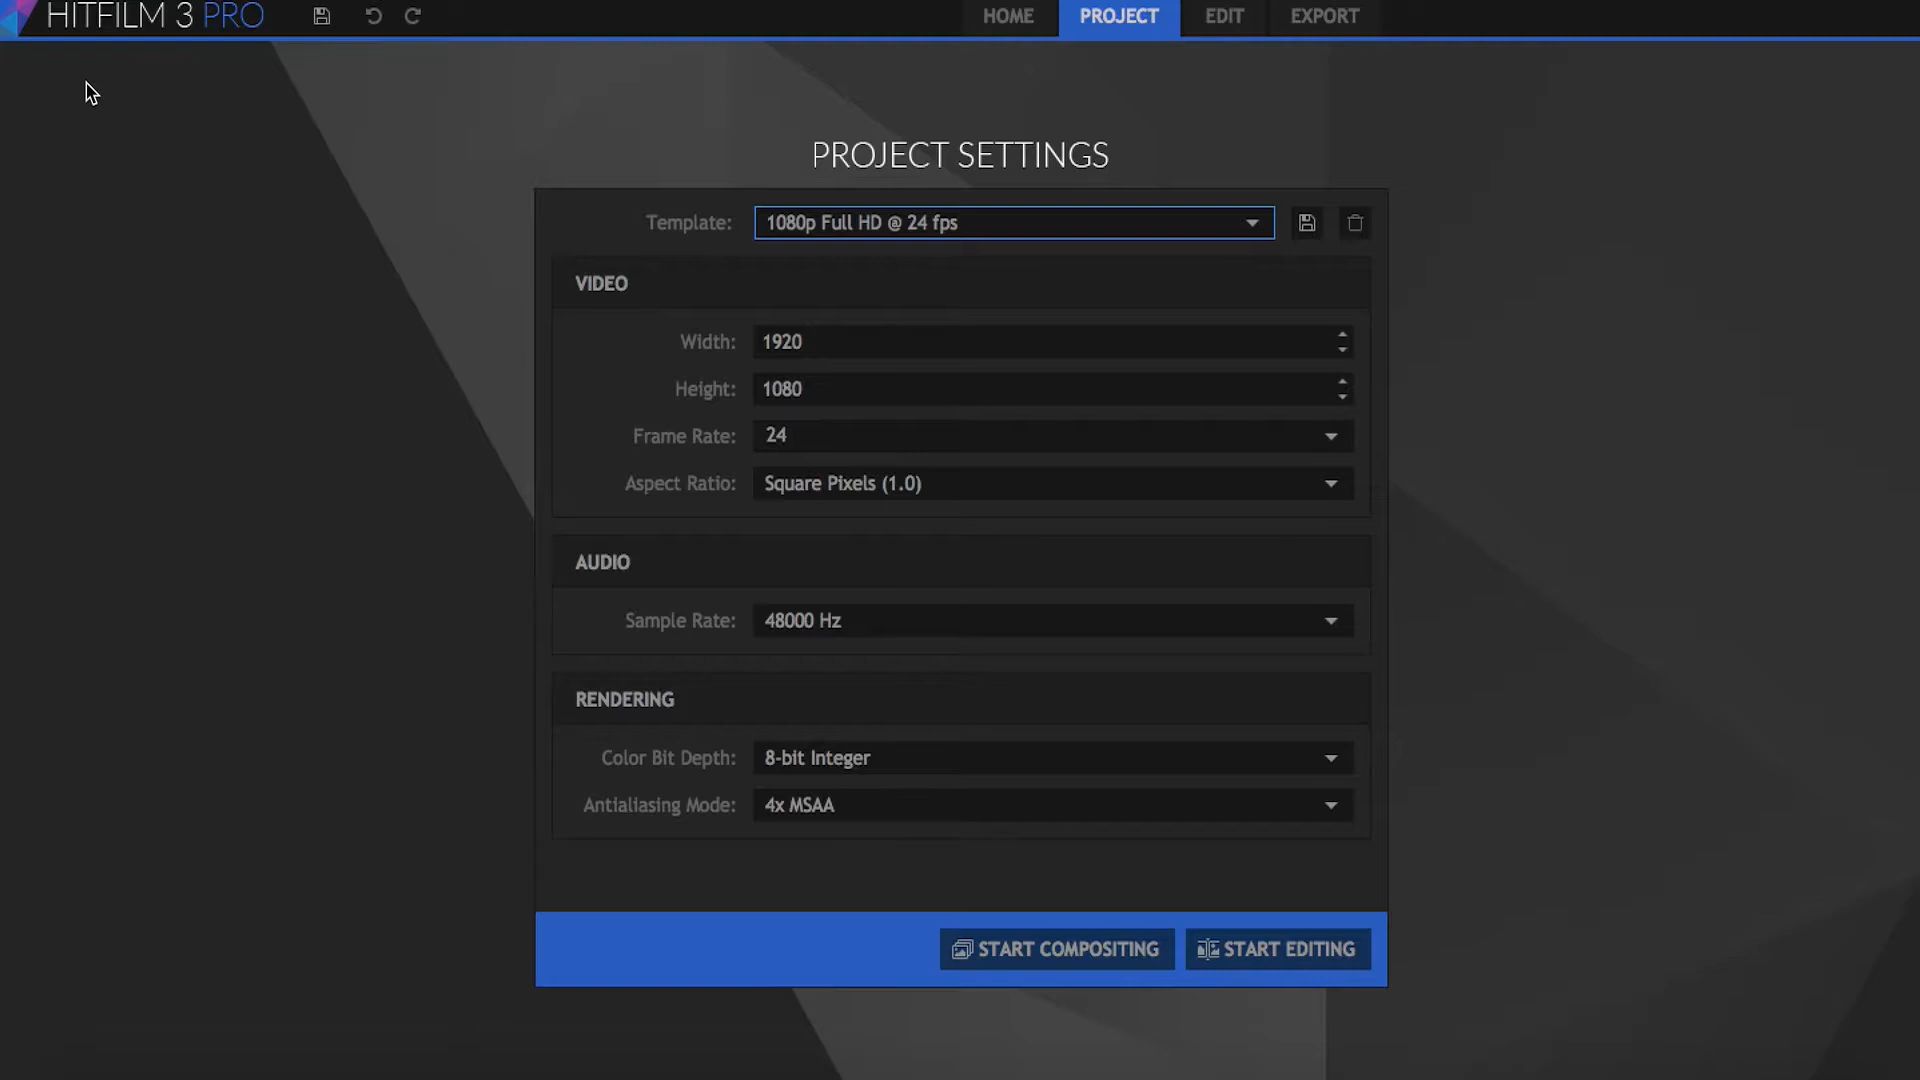 HITFILM 3 PRO
HOME PROJECT EDIT EXPORT
PROJECT SETTINGS
Template: 1080p Full HD @ 24 fps
VIDEO
Width: 1920
Height: 1080
Frame Rate: 24
Aspect Ratio: Square Pixels (1.0)
AUDIO
Sample Rate: 48000 Hz
RENDERING
Color Bit Depth: 8-bit Integer
Antialiasing Mode: 4x MSAA
START COMPOSITING START EDITING